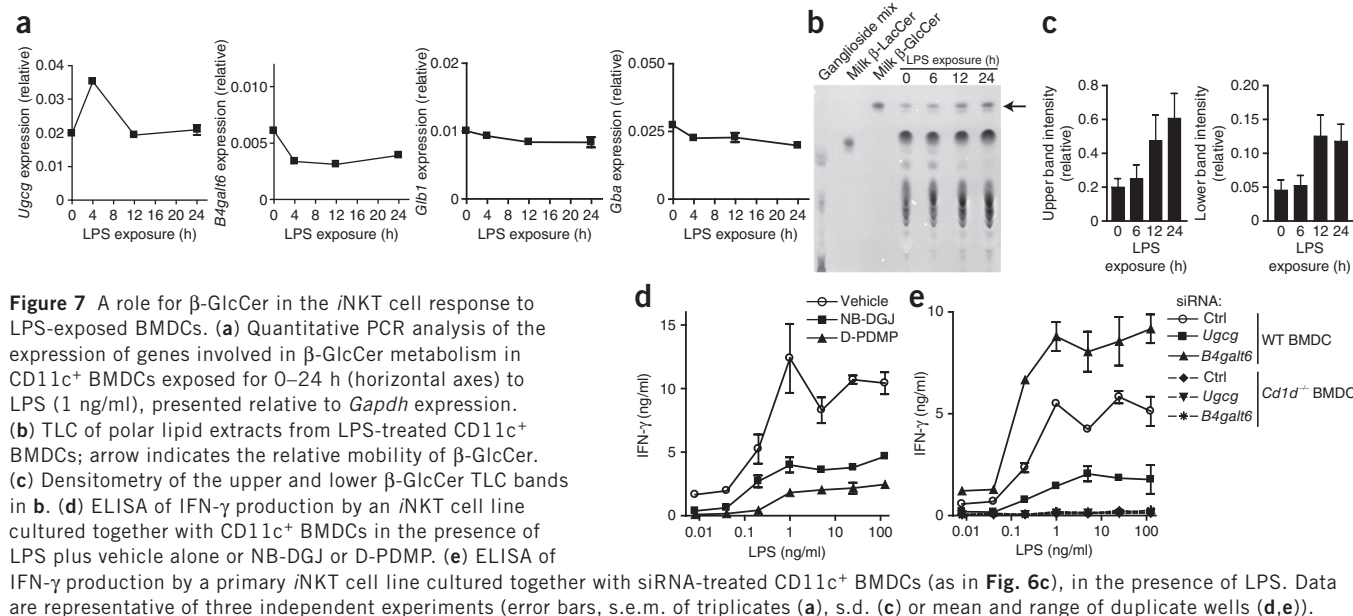 a
Ugcg expression (relative)
0.04
0.03
0.02
0.01
0
0 4 8 12 16 20 24
LPS exposure (h)
B4galt6 expression (relative)
0.010
0.005
0
0 4 8 12 16 20 24
LPS exposure (h)
Glb1 expression (relative)
0.02
0.01
0
0 4 8 12 16 20 24
LPS exposure (h)
Gba expression (relative)
0.050
0.025
0
0 4 8 12 16 20 24
LPS exposure (h)
b
Ganglioside mix
Milk β-LacCer
Milk β-GlcCer
LPS exposure (h)
0 6 12 24
c
Upper band intensity
(relative)
0.8
0.6
0.4
0.2
0
0 6 12 24
LPS
exposure (h)
Lower band intensity
(relative)
0.20
0.15
0.10
0.05
0
0 6 12 24
LPS
exposure (h)
Figure 7 A role for β-GlcCer in the iNKT cell response to
LPS-exposed BMDCs. (a) Quantitative PCR analysis of the
expression of genes involved in β-GlcCer metabolism in
CD11c+ BMDCs exposed for 0–24 h (horizontal axes) to
LPS (1 ng/ml), presented relative to Gapdh expression.
(b) TLC of polar lipid extracts from LPS-treated CD11c+
BMDCs; arrow indicates the relative mobility of β-GlcCer.
(c) Densitometry of the upper and lower β-GlcCer TLC bands
in b. (d) ELISA of IFN-γ production by an iNKT cell line
cultured together with CD11c+ BMDCs in the presence of
LPS plus vehicle alone or NB-DGJ or D-PDMP. (e) ELISA of
IFN-γ production by a primary iNKT cell line cultured together with siRNA-treated CD11c+ BMDCs (as in Fig. 6c), in the presence of LPS. Data
are representative of three independent experiments (error bars, s.e.m. of triplicates (a), s.d. (c) or mean and range of duplicate wells (d,e)).
d
Vehicle
NB-DGJ
D-PDMP
IFN-γ (ng/ml)
15
10
5
0
0.01 0.1 1 10 100
LPS (ng/ml)
e
siRNA:
Ctrl
Ugcg
B4galt6
WT BMDC
Ctrl
Ugcg
B4galt6
Cd1d−/− BMDC
IFN-γ (ng/ml)
10
5
0
0.01 0.1 1 10 100
LPS (ng/ml)